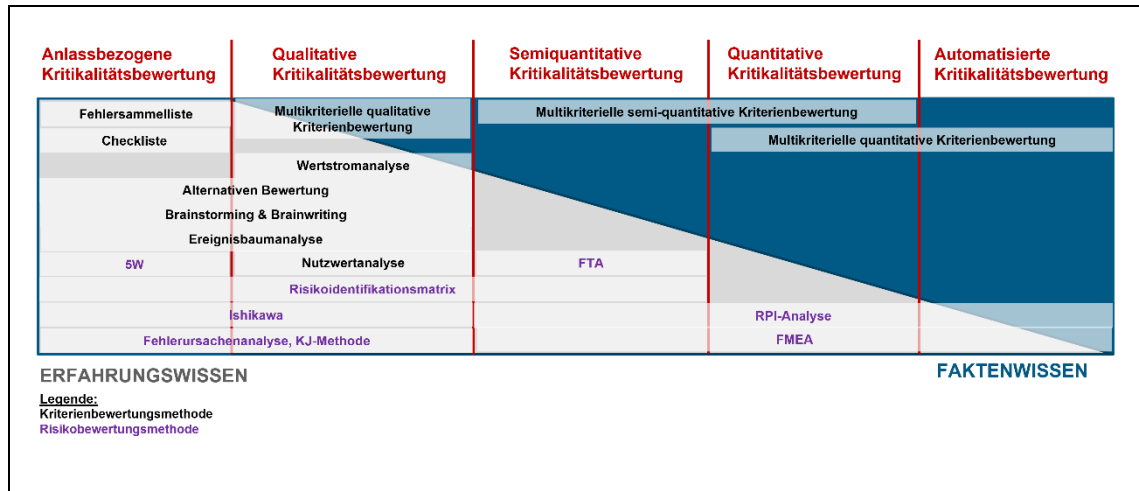 Anlassbezogene
Kritikalitätsbewertung
Qualitative
Kritikalitätsbewertung
Semiquantitative
Kritikalitätsbewertung
Quantitative
Kritikalitätsbewertung
Automatisierte
Kritikalitätsbewertung
Fehlersammelliste
Multikriterielle qualitative
Kriterienbewertung
Multikriterielle semi-quantitative Kriterienbewertung
Checkliste
Multikriterielle quantitative Kriterienbewertung
Wertstromanalyse
Alternativen Bewertung
Brainstorming & Brainwriting
Ereignisbaumanalyse
5W
Nutzwertanalyse
FTA
Risikoidentifikationsmatrix
Ishikawa
RPI-Analyse
Fehlerursachenanalyse, KJ-Methode
FMEA
ERFAHRUNGSWISSEN
FAKTENWISSEN
Legende:
Kriterienbewertungsmethode
Risikobewertungsmethode